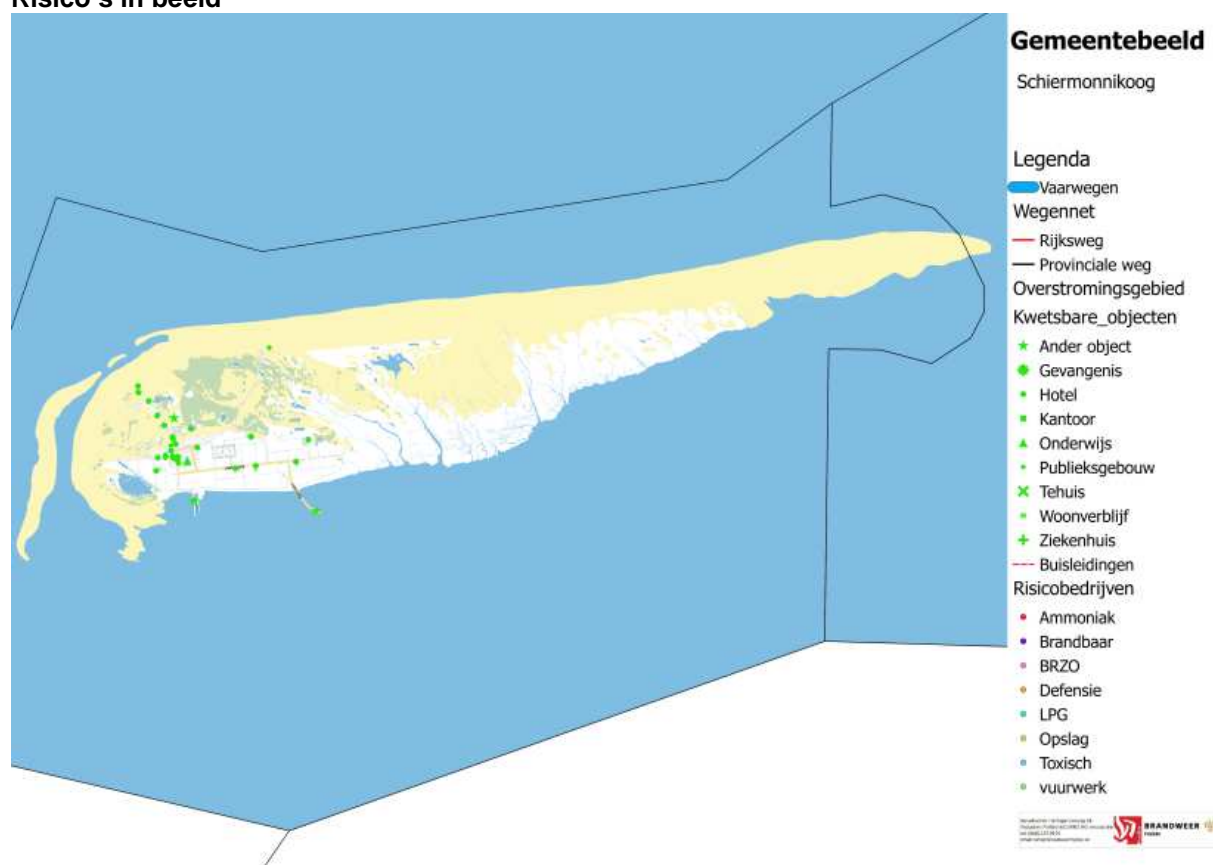 Risico's in beeld
Gemeentebeeld
Schiermonnikoog
Legenda
Vaarwegen
Wegennet
Rijksweg
Provinciale weg
Overstromingsgebied
Kwetsbare_objecten
Ander object
Gevangenis
Hotel
Kantoor
Onderwijs
Publieksgebouw
Tehuis
Woonverblijf
Ziekenhuis
Buisleidingen
Risicobedrijven
Ammoniak
Brandbaar
BRZO
Defensie
LPG
Opslag
Toxisch
vuurwerk
BRANDWEER